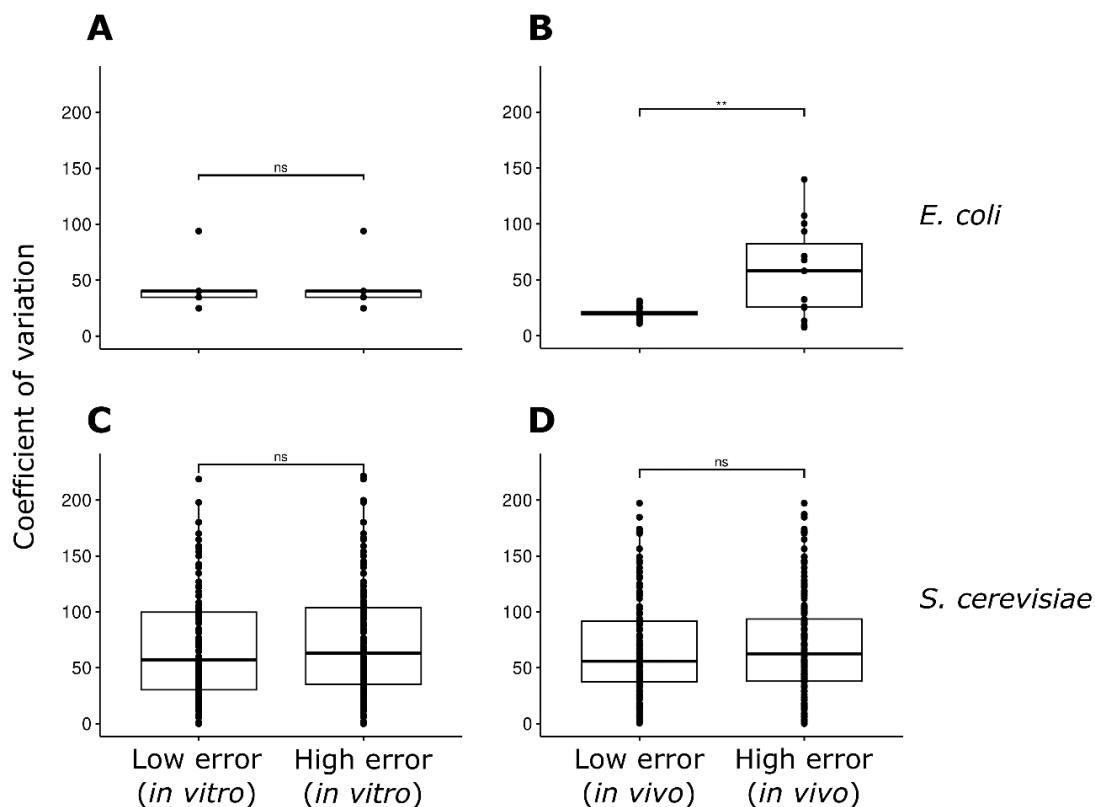 A
B
200
150
100
50
0
ns
200
150
100
50
0
**
E. coli
Coefficient of variation
C
D
200
150
100
50
0
ns
200
150
100
50
0
ns
S. cerevisiae
Low error
(in vitro)
High error
(in vitro)
Low error
(in vivo)
High error
(in vivo)